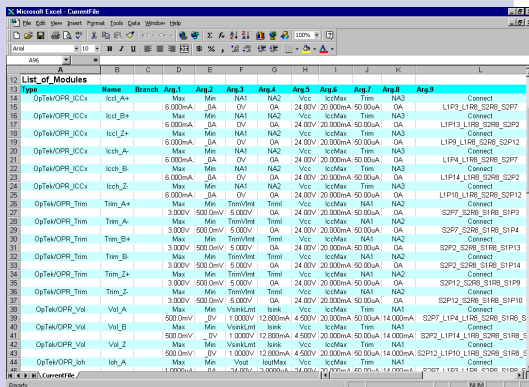 Microsoft Excel - CurrentFile
File Edit View Insert Format Tools Data Window Help
100%
Arial 10 B I U $ % ,
A96 =
A B C D E F G H I J K L
12 List_of_Modules
13 Type Name Branch Arg.1 Arg.2 Arg.3 Arg.4 Arg.5 Arg.6 Arg.7 Arg.8 Arg.9
14 OpTek/OPR_ICCx Iccl_A+ Max Min NA1 NA2 Vcc IccMax Trim NA3 Connect
15 6.000mA _0A 0V 0A 24.00V 20.000mA -50.00uA 0A L1P3_L1R8_S2R8_S2P7
16 OpTek/OPR_ICCx Iccl_B+ Max Min NA1 NA2 Vcc IccMax Trim NA3 Connect
17 6.000mA _0A 0V 0A 24.00V 20.000mA -50.00uA 0A L1P13_L1R8_S2R8_S2P2
18 OpTek/OPR_ICCx Iccl_Z+ Max Min NA1 NA2 Vcc IccMax Trim NA3 Connect
19 6.000mA _0A 0V 0A 24.00V 20.000mA -50.00uA 0A L1P9_L1R8_S2R8_S2P12
20 OpTek/OPR_ICCx Icch_A- Max Min NA1 NA2 Vcc IccMax Trim NA3 Connect
21 6.000mA _0A 0V 0A 24.00V 20.000mA -50.00uA 0A L1P4_L1R8_S2R8_S2P7
22 OpTek/OPR_ICCx Icch_B- Max Min NA1 NA2 Vcc IccMax Trim NA3 Connect
23 6.000mA _0A 0V 0A 24.00V 20.000mA -50.00uA 0A L1P14_L1R8_S2R8_S2P2
24 OpTek/OPR_ICCx Icch_Z- Max Min NA1 NA2 Vcc IccMax Trim NA3 Connect
25 6.000mA _0A 0V 0A 24.00V 20.000mA -50.00uA 0A L1P10_L1R8_S2R8_S2P12
26 OpTek/OPR_Trim Trim_A+ Max Min TrimVlmt TrimI Vcc IccMax NA1 NA2 Connect
27 3.000V 500.0mV 5.000V 0A 24.00V 20.000mA -50.00uA 0A S2P7_S2R8_S1R8_S1P3
28 OpTek/OPR_Trim Trim_A- Max Min TrimVlmt TrimI Vcc IccMax NA1 NA2 Connect
29 3.000V 500.0mV 5.000V 0A 24.00V 20.000mA -50.00uA 0A S2P7_S2R8_S1R8_S1P4
30 OpTek/OPR_Trim Trim_B+ Max Min TrimVlmt TrimI Vcc IccMax NA1 NA2 Connect
31 3.000V 500.0mV 5.000V 0A 24.00V 20.000mA -50.00uA 0A S2P2_S2R8_S1R8_S1P13
32 OpTek/OPR_Trim Trim_B- Max Min TrimVlmt TrimI Vcc IccMax NA1 NA2 Connect
33 3.000V 500.0mV 5.000V 0A 24.00V 20.000mA -50.00uA 0A S2P2_S2R8_S1R8_S1P14
34 OpTek/OPR_Trim Trim_Z+ Max Min TrimVlmt TrimI Vcc IccMax NA1 NA2 Connect
35 3.000V 500.0mV 5.000V 0A 24.00V 20.000mA -50.00uA 0A S2P12_S2R8_S1R8_S1P9
36 OpTek/OPR_Trim Trim_Z- Max Min TrimVlmt TrimI Vcc IccMax NA1 NA2 Connect
37 3.000V 500.0mV 5.000V 0A 24.00V 20.000mA -50.00uA 0A S2P12_S2R8_S1R8_S1P10
38 OpTek/OPR_Vol Vol_A Max Min VsinkLmt Isink Vcc IccMax Trim NA1 Connect
39 500.0mV _0V 1.0000V 12.800mA 4.500V 20.000mA -50.00uA 14.000mA S2P7_L1P4_L1R8_S1R8_S
40 OpTek/OPR_Vol Vol_B Max Min VsinkLmt Isink Vcc IccMax Trim NA1 Connect
41 500.0mV _0V 1.0000V 12.800mA 4.500V 20.000mA -50.00uA 14.000mA S2P2_L1P14_L1R8_S1R8_S
42 OpTek/OPR_Vol Vol_Z Max Min VsinkLmt Isink Vcc IccMax Trim NA1 Connect
43 500.0mV _0V 1.0000V 12.800mA 4.500V 20.000mA -50.00uA 14.000mA S2P12_L1P10_L1R8_S1R8_S
44 OpTek/OPR_Ioh Ioh_A Max Min Vout IoptMax Vcc IccMax Trim NA1 Connect
CurrentFile
Ready NUM